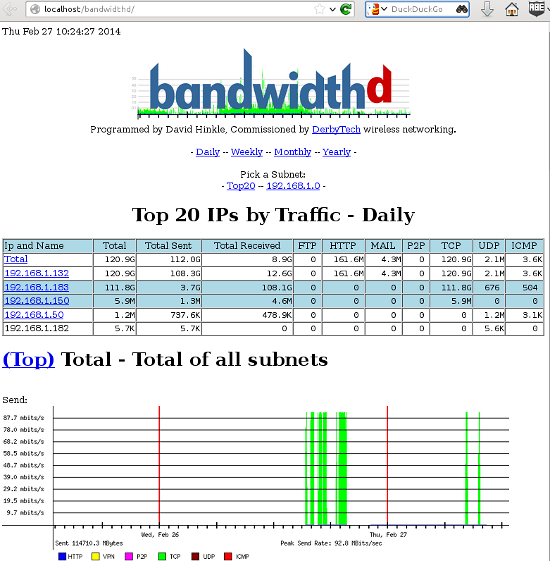 localhost/bandwidthd/
DuckDuckGo
ABE
Thu Feb 27 10:24:27 2014
bandwidthd
Programmed by David Hinkle, Commissioned by DerbyTech wireless networking.
- Daily -- Weekly -- Monthly -- Yearly -
Pick a Subnet:
- Top20 -- 192.168.1.0 -
Top 20 IPs by Traffic - Daily
Ip and Name Total Total Sent Total Received FTP HTTP MAIL P2P TCP UDP ICMP
Total 120.9G 112.0G 8.9G 0 161.6M 4.3M 0 120.9G 2.1M 3.6K
192.168.1.132 120.9G 108.3G 12.6G 0 161.6M 4.3M 0 120.9G 2.1M 3.6K
192.168.1.183 111.8G 3.7G 108.1G 0 0 0 0 111.8G 676 504
192.168.1.150 5.9M 1.3M 4.6M 0 0 0 0 5.9M 0 0
192.168.1.50 1.2M 737.6K 478.9K 0 0 0 0 0 1.2M 3.1K
192.168.1.182 5.7K 5.7K 0 0 0 0 0 0 5.6K 0
(Top) Total - Total of all subnets
Send:
87.7 mbits/s
78.0 mbits/s
68.2 mbits/s
58.5 mbits/s
48.7 mbits/s
39.0 mbits/s
29.2 mbits/s
19.5 mbits/s
9.7 mbits/s
Wed, Feb 26 Thu, Feb 27
Sent 114710.3 MBytes Peak Send Rate: 92.8 MBits/sec
HTTP VPN P2P TCP UDP ICMP